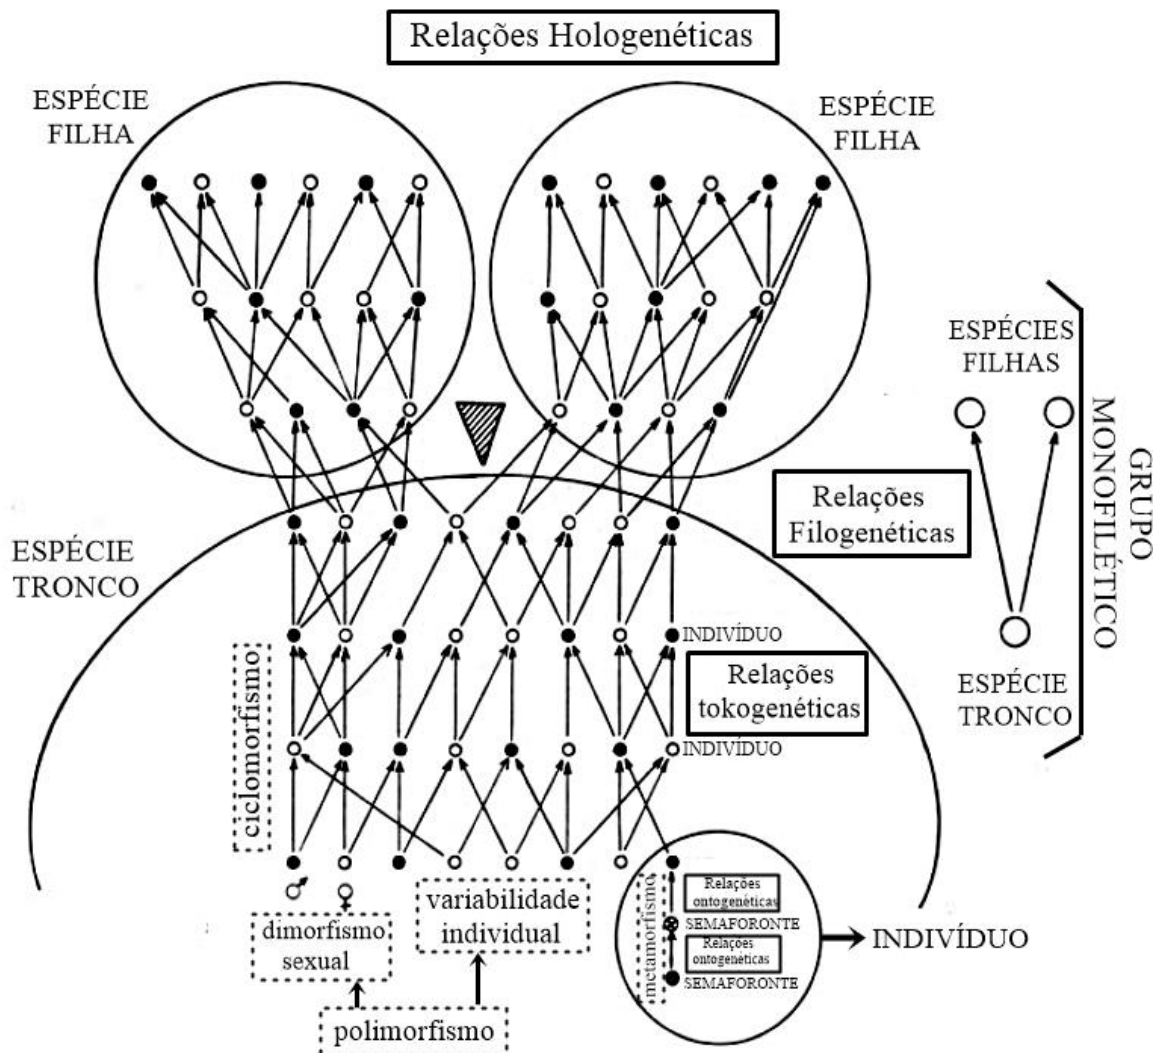 Relações Hologenéticas
ESPÉCIE
FILHA
ESPÉCIE
FILHA
ESPÉCIES
FILHAS
GRUPO
MONOFILÉTICO
Relações
Filogenéticas
ESPÉCIE
TRONCO
ESPÉCIE
TRONCO
INDIVÍDUO
Relações
tokogenéticas
INDIVÍDUO
ciclomorfismo
♂
♀
dimorfismo
sexual
variabilidade
individual
polimorfismo
metamorfismo
Relações
ontogenéticas
SEMAFORONTE
Relações
ontogenéticas
SEMAFORONTE
INDIVÍDUO